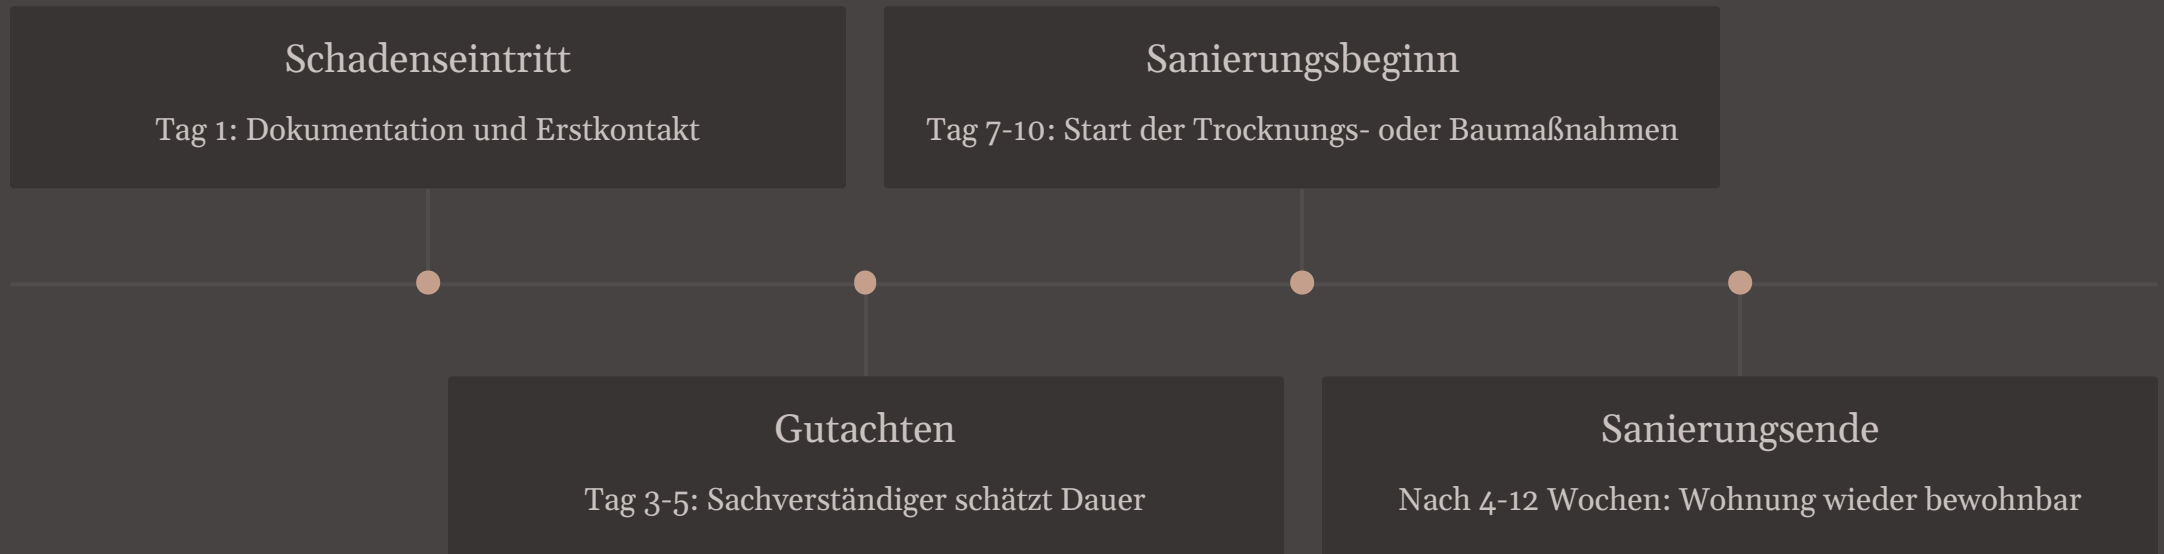 Schadenseintritt
Tag 1: Dokumentation und Erstkontakt
Gutachten
Tag 3-5: Sachverständiger schätzt Dauer
Sanierungsbeginn
Tag 7-10: Start der Trocknungs- oder Baumaßnahmen
Sanierungsende
Nach 4-12 Wochen: Wohnung wieder bewohnbar